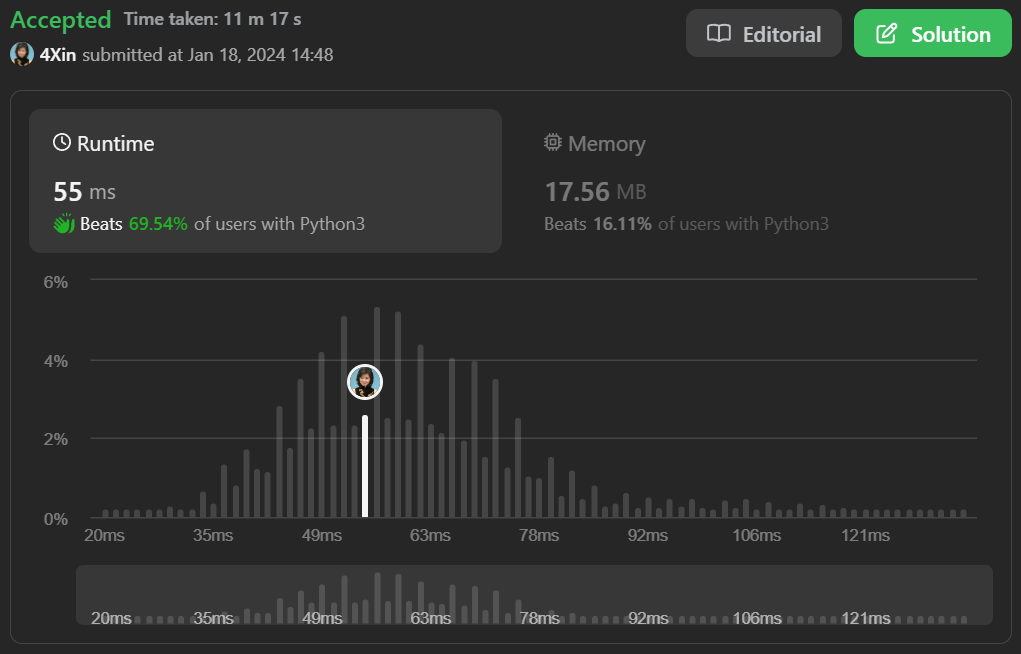 Accepted Time taken: 11 m 17 s
4Xin submitted at Jan 18, 2024 14:48
Editorial
Solution
Runtime
55 ms
Beats 69.54% of users with Python3
Memory
17.56 MB
Beats 16.11% of users with Python3
6%
4%
2%
0%
20ms 35ms 49ms 63ms 78ms 92ms 106ms 121ms
20ms 35ms 49ms 63ms 78ms 92ms 106ms 121ms